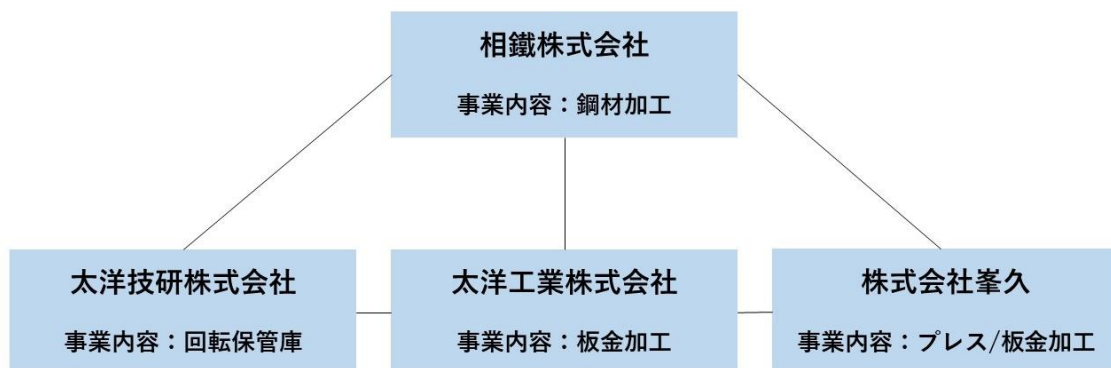 相鐵株式会社
事業内容：鋼材加工
太洋技研株式会社
事業内容：回転保管庫
太洋工業株式会社
事業内容：板金加工
株式会社峯久
事業内容：プレス/板金加工